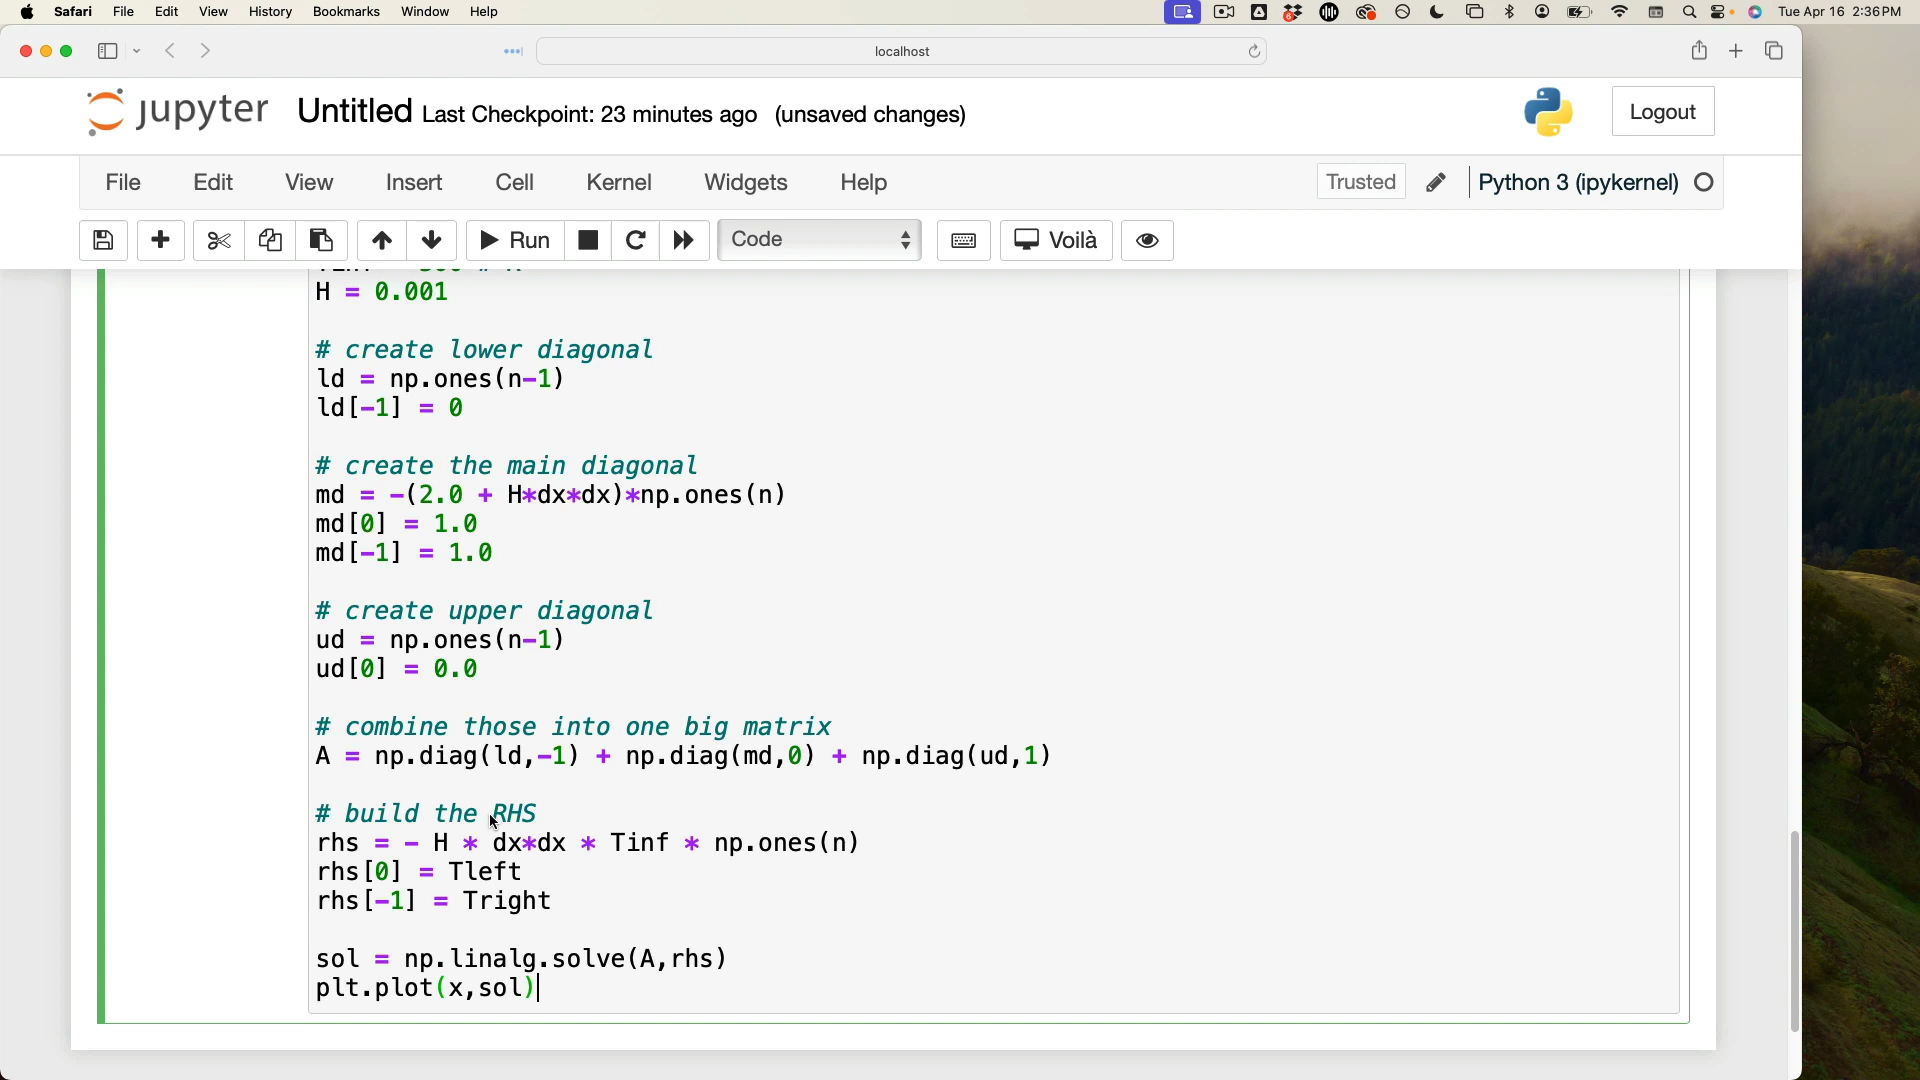 Safari File Edit View History Bookmarks Window Help Tue Apr 16 2:36 PM
localhost
jupyter Untitled Last Checkpoint: 23 minutes ago (unsaved changes) Logout
File Edit View Insert Cell Kernel Widgets Help Trusted Python 3 (ipykernel)
Run Code Voilà
H = 0.001
# create lower diagonal
ld = np.ones(n-1)
ld[-1] = 0
# create the main diagonal
md = -(2.0 + H*dx*dx)*np.ones(n)
md[0] = 1.0
md[-1] = 1.0
# create upper diagonal
ud = np.ones(n-1)
ud[0] = 0.0
# combine those into one big matrix
A = np.diag(ld,-1) + np.diag(md,0) + np.diag(ud,1)
# build the RHS
rhs = - H * dx*dx * Tinf * np.ones(n)
rhs[0] = Tleft
rhs[-1] = Tright
sol = np.linalg.solve(A,rhs)
plt.plot(x,sol)